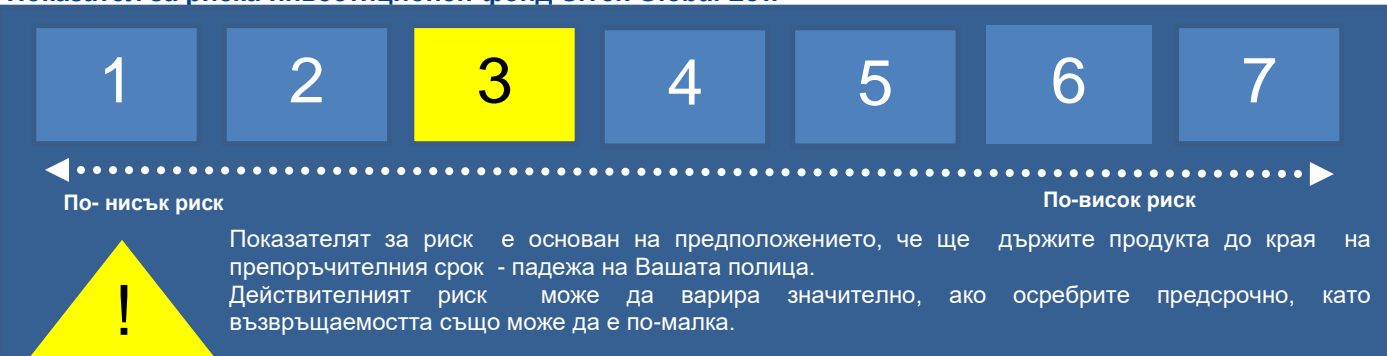 1 2 3 4 5 6 7
По- нисък риск По-висок риск
Показателят за риск е основан на предположението, че ще държите продукта до края на
препоръчителния срок - падежа на Вашата полица.
Действителният риск може да варира значително, ако осребрите предсрочно, като
възвръщаемостта също може да е по-малка.
!